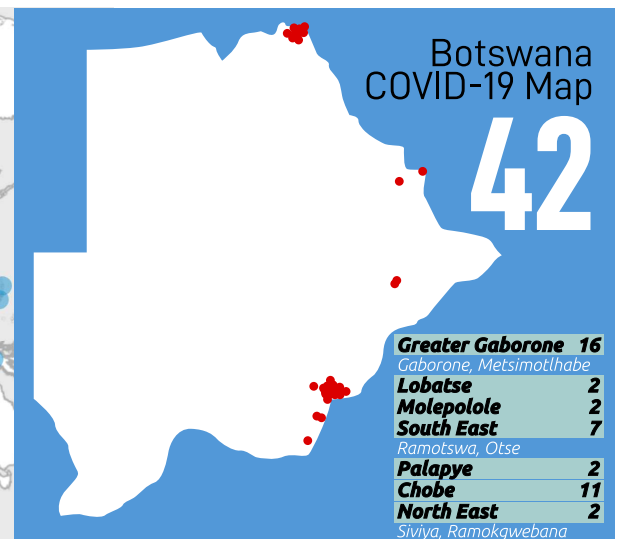 Botswana
COVID-19 Map
42
Greater Gaborone 16
Gaborone, Metsimotlhabe
Lobatse 2
Molepolole 2
South East 7
Ramotswa, Otse
Palapye 2
Chobe 11
North East 2
Siviya, Ramokgwebana